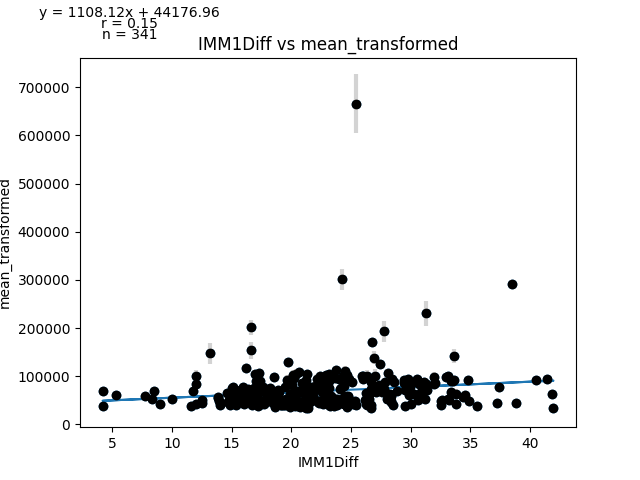 y = 1108.12x + 44176.96
r = 0.15
n = 341
IMM1Diff vs mean_transformed
700000
600000
500000
400000
300000
200000
100000
0
mean_transformed
5 10 15 20 25 30 35 40
IMM1Diff